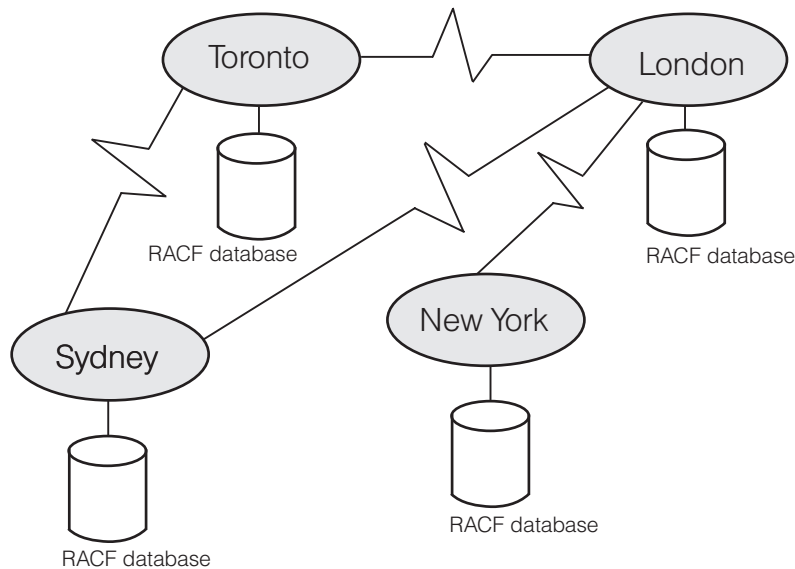 Toronto
London
RACF database
RACF database
New York
Sydney
RACF database
RACF database